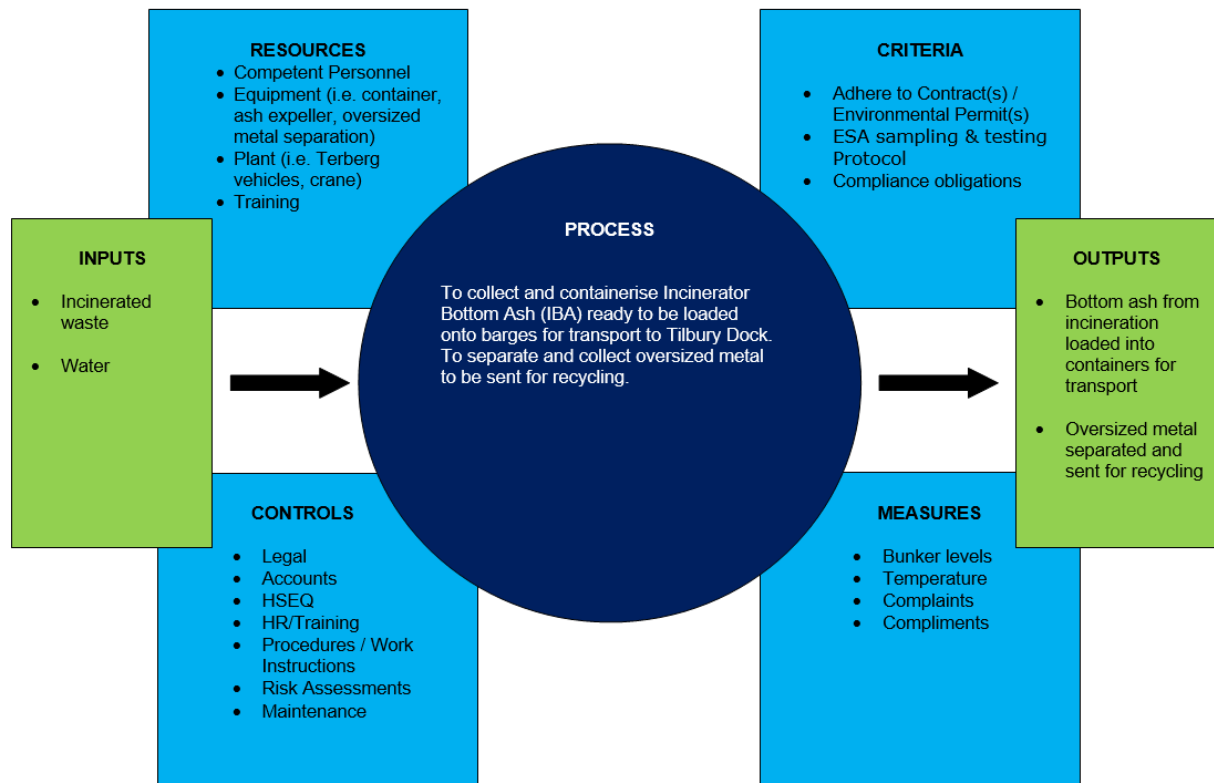 RESOURCES
• Competent Personnel
• Equipment (i.e. container,
ash expeller, oversized
metal separation)
• Plant (i.e. Terberg
vehicles, crane)
• Training
CRITERIA
• Adhere to Contract(s) /
Environmental Permit(s)
• ESA sampling & testing
Protocol
• Compliance obligations
INPUTS
• Incinerated
waste
• Water
PROCESS
To collect and containerise Incinerator
Bottom Ash (IBA) ready to be loaded
onto barges for transport to Tilbury Dock.
To separate and collect oversized metal
to be sent for recycling.
OUTPUTS
• Bottom ash from
incineration
loaded into
containers for
transport
• Oversized metal
separated and
sent for recycling
CONTROLS
• Legal
• Accounts
• HSEQ
• HR/Training
• Procedures / Work
Instructions
• Risk Assessments
• Maintenance
MEASURES
• Bunker levels
• Temperature
• Complaints
• Compliments